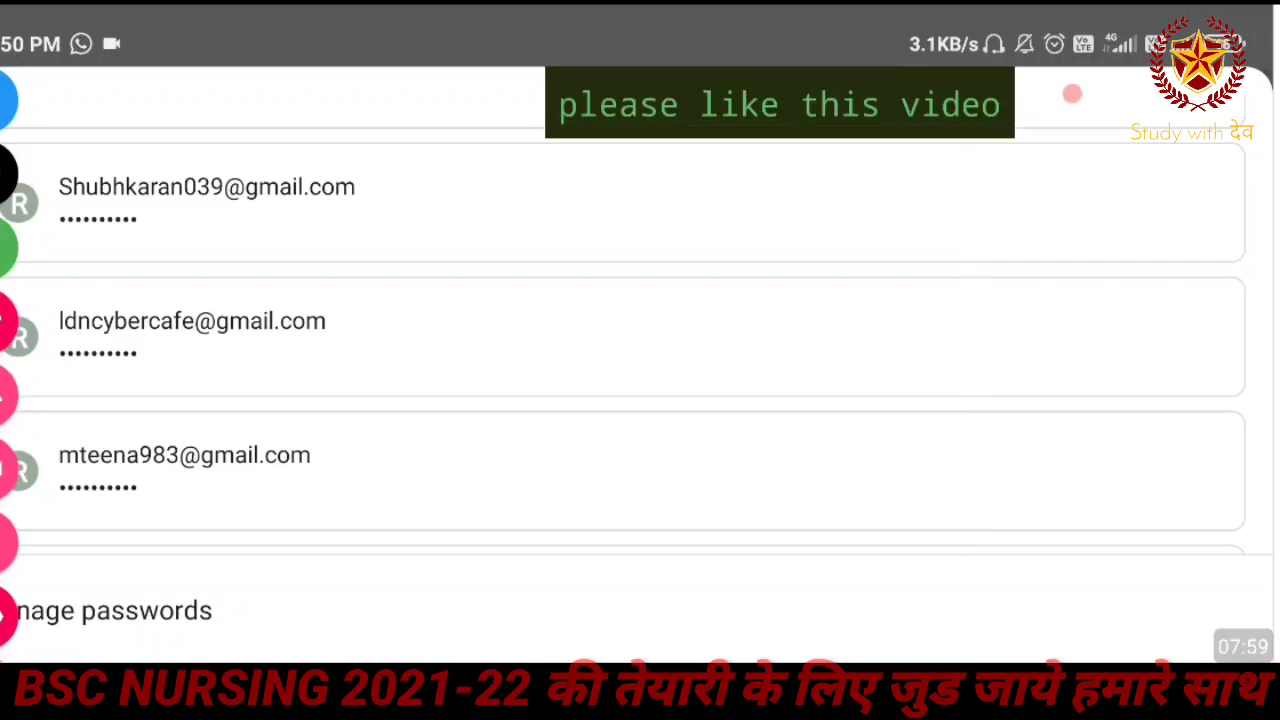 50 PM
3.1KB/s
4G
please like this video
Study with देव
R
Shubhkaran039@gmail.com
••••••••••
R
ldncybercafe@gmail.com
••••••••••
R
mteena983@gmail.com
••••••••••
nage passwords
07:59
BSC NURSING 2021-22 की तेयारी के लिए जुड जाये हमारे साथ